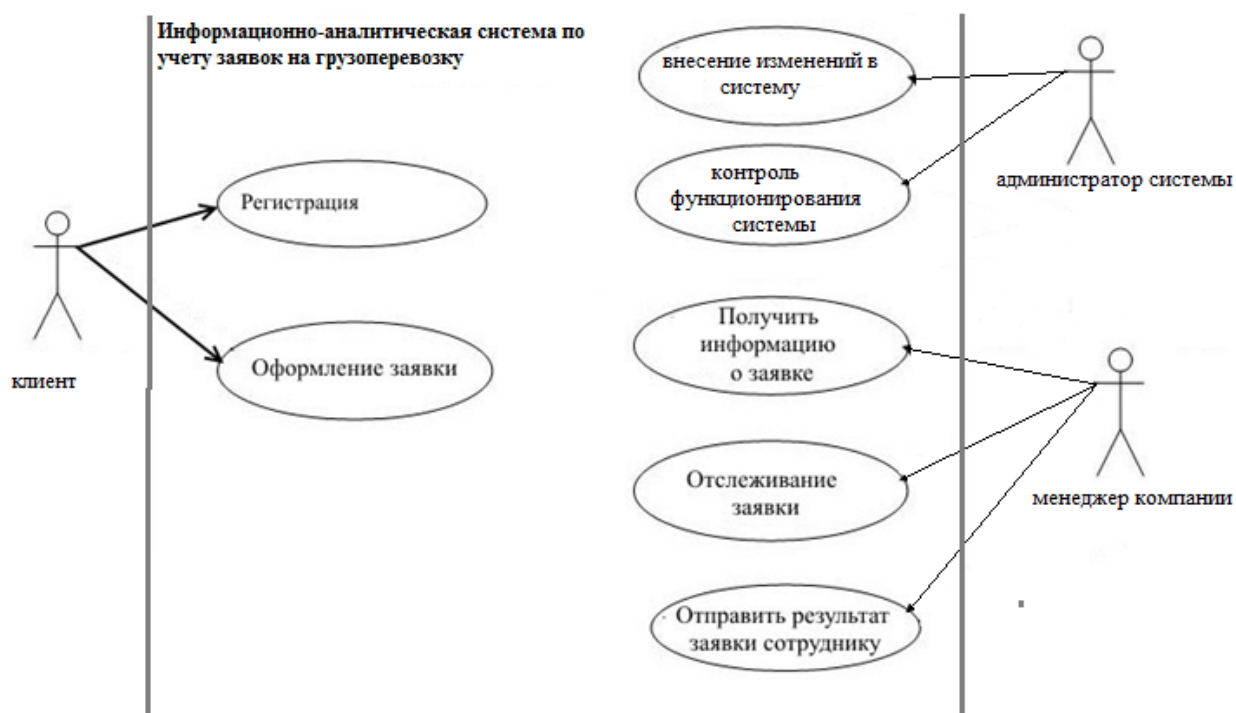 Информационно-аналитическая система по
учету заявок на грузоперевозку
внесение изменений в
систему
контроль
функционирования
системы
администратор системы
Регистрация
Оформление заявки
клиент
Получить
информацию
о заявке
Отслеживание
заявки
менеджер компании
Отправить результат
заявки сотруднику